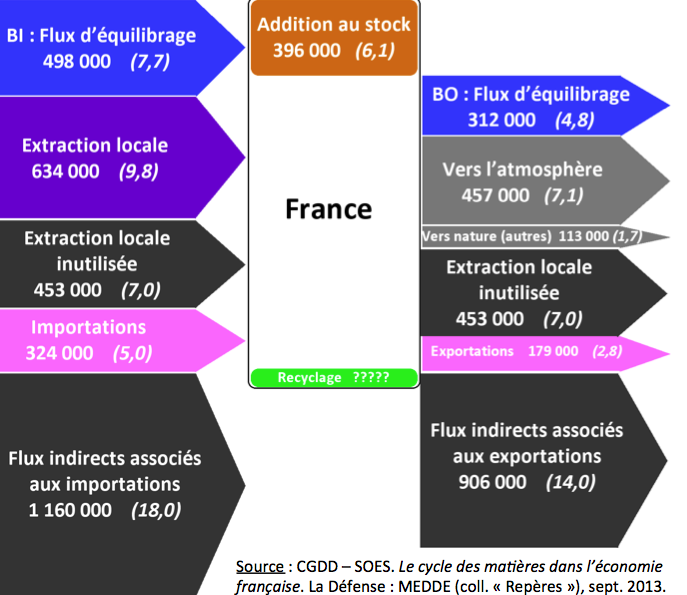 BI : Flux d'équilibrage
498 000 (7,7)
Extraction locale
634 000 (9,8)
Extraction locale
inutilisée
453 000 (7,0)
Importations
324 000 (5,0)
Flux indirects associés
aux importations
1 160 000 (18,0)
Addition au stock
396 000 (6,1)
France
Recyclage ?????
BO : Flux d'équilibrage
312 000 (4,8)
Vers l'atmosphère
457 000 (7,1)
Vers nature (autres) 113 000 (1,7)
Extraction locale
inutilisée
453 000 (7,0)
Exportations 179 000 (2,8)
Flux indirects associés
aux exportations
906 000 (14,0)
Source : CGDD – SOES. Le cycle des matières dans l'économie
française. La Défense : MEDDE (coll. « Repères »), sept. 2013.